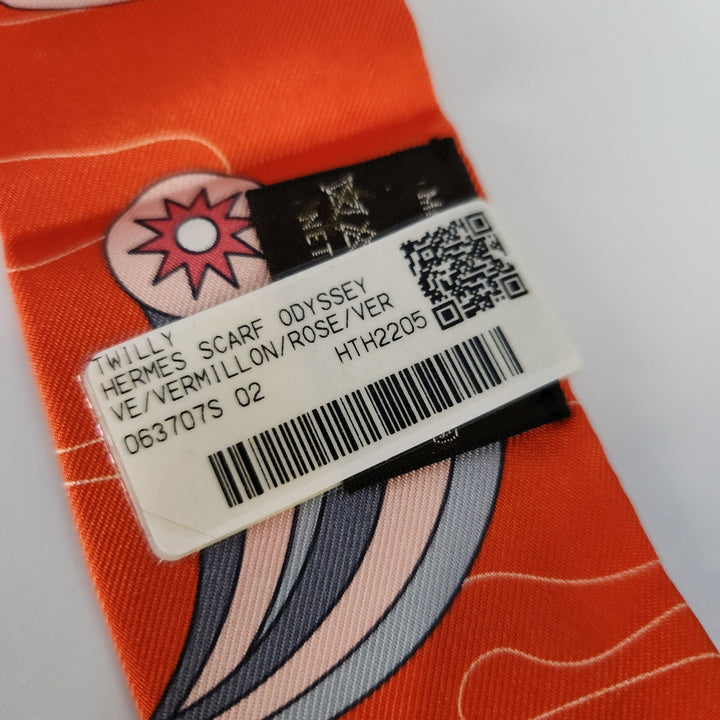 TWILLY
HERMES SCARF ODYSSEY
VE/VERMILLON/ROSE/VER
063707S 02
HTH2205